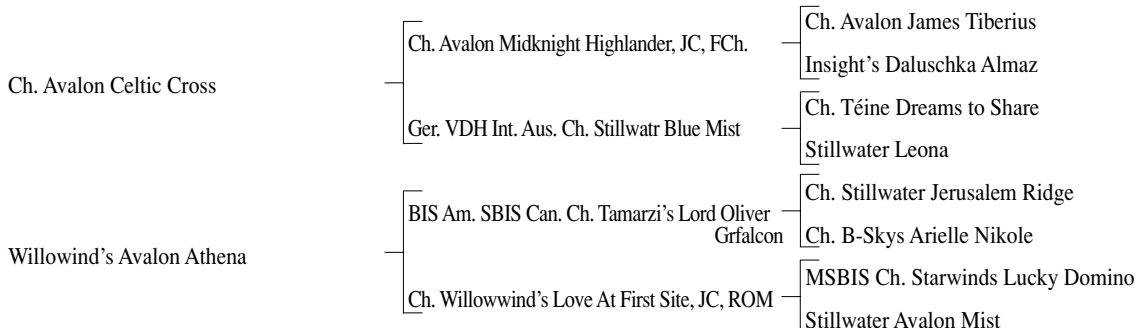 Ch. Avalon James Tiberius
Ch. Avalon Midknight Highlander, JC, FCh.
Insight's Daluschka Almaz
Ch. Avalon Celtic Cross
Ch. Téine Dreams to Share
Ger. VDH Int. Aus. Ch. Stillwatr Blue Mist
Stillwater Leona
Ch. Stillwater Jerusalem Ridge
BIS Am. SBIS Can. Ch. Tamarzi's Lord Oliver
Grfalcon
Ch. B-Skys Arielle Nikole
Willowind's Avalon Athena
MSBIS Ch. Starwinds Lucky Domino
Ch. Willowwind's Love At First Site, JC, ROM
Stillwater Avalon Mist